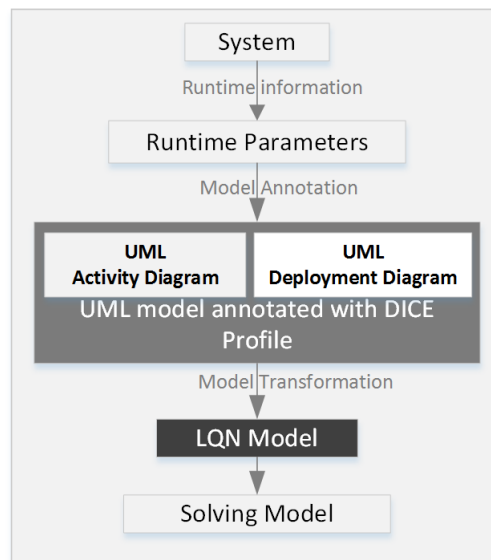 System
Runtime information
Runtime Parameters
Model Annotation
UML UML
Activity Diagram Deployment Diagram
UML model annotated with DICE
Profile
Model Transformation
LQN Model
Solving Model